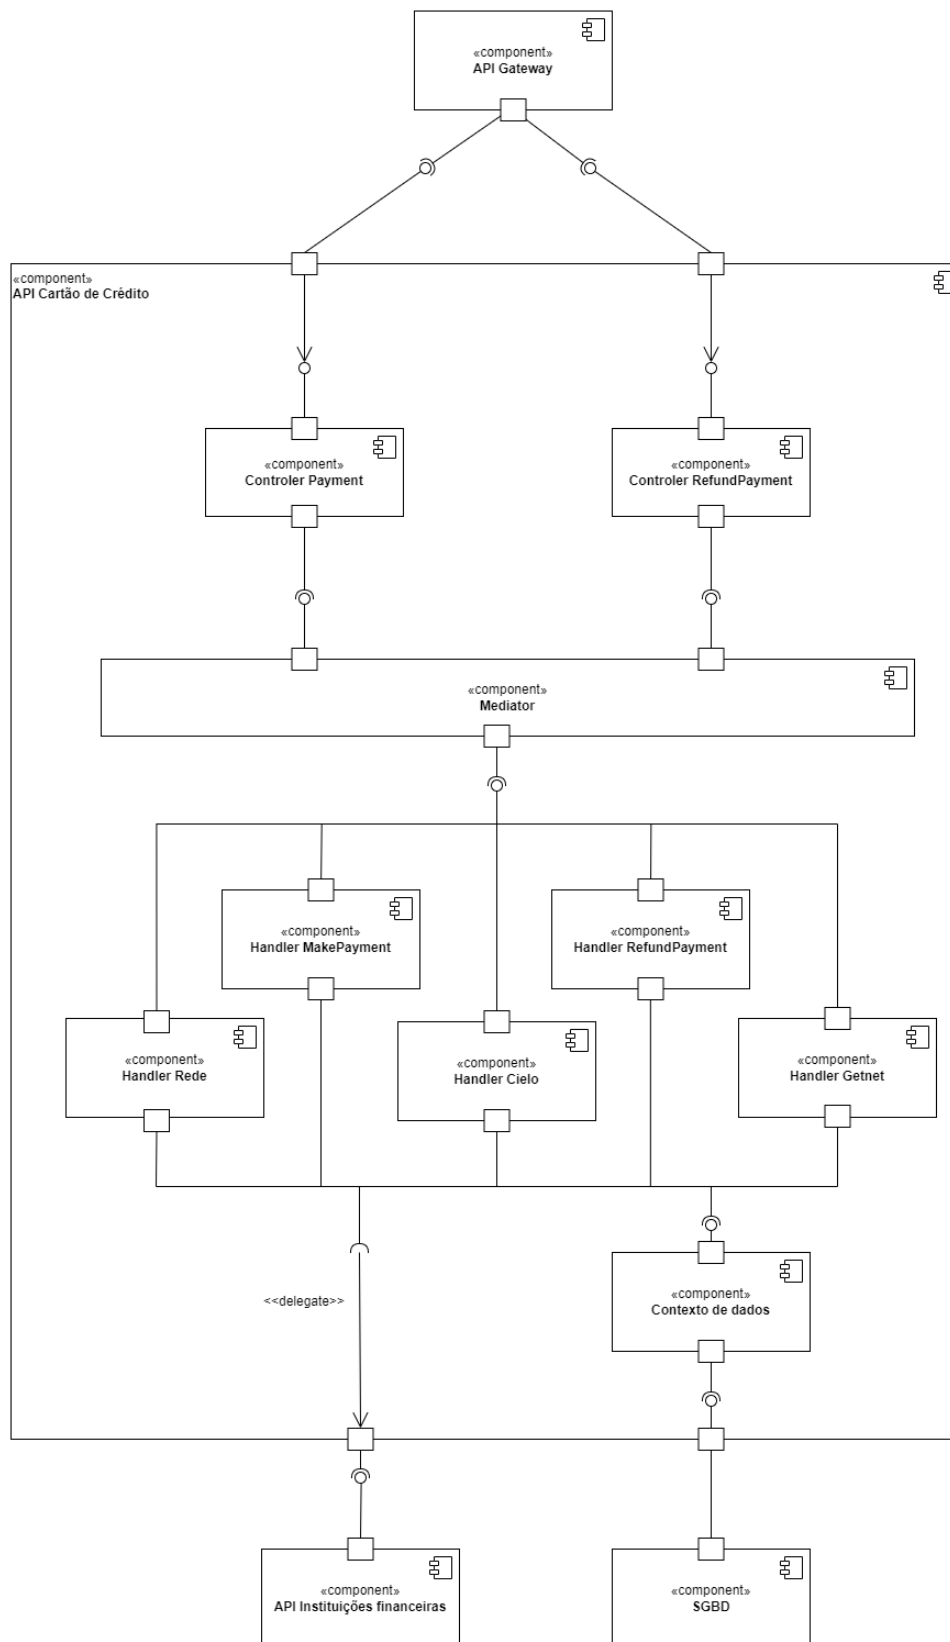 «component»
API Gateway
«component»
API Cartão de Crédito
«component»
Controler Payment
«component»
Controler RefundPayment
«component»
Mediator
«component»
Handler MakePayment
«component»
Handler RefundPayment
«component»
Handler Rede
«component»
Handler Cielo
«component»
Handler Getnet
<<delegate>>
«component»
Contexto de dados
«component»
API Instituições financeiras
«component»
SGBD